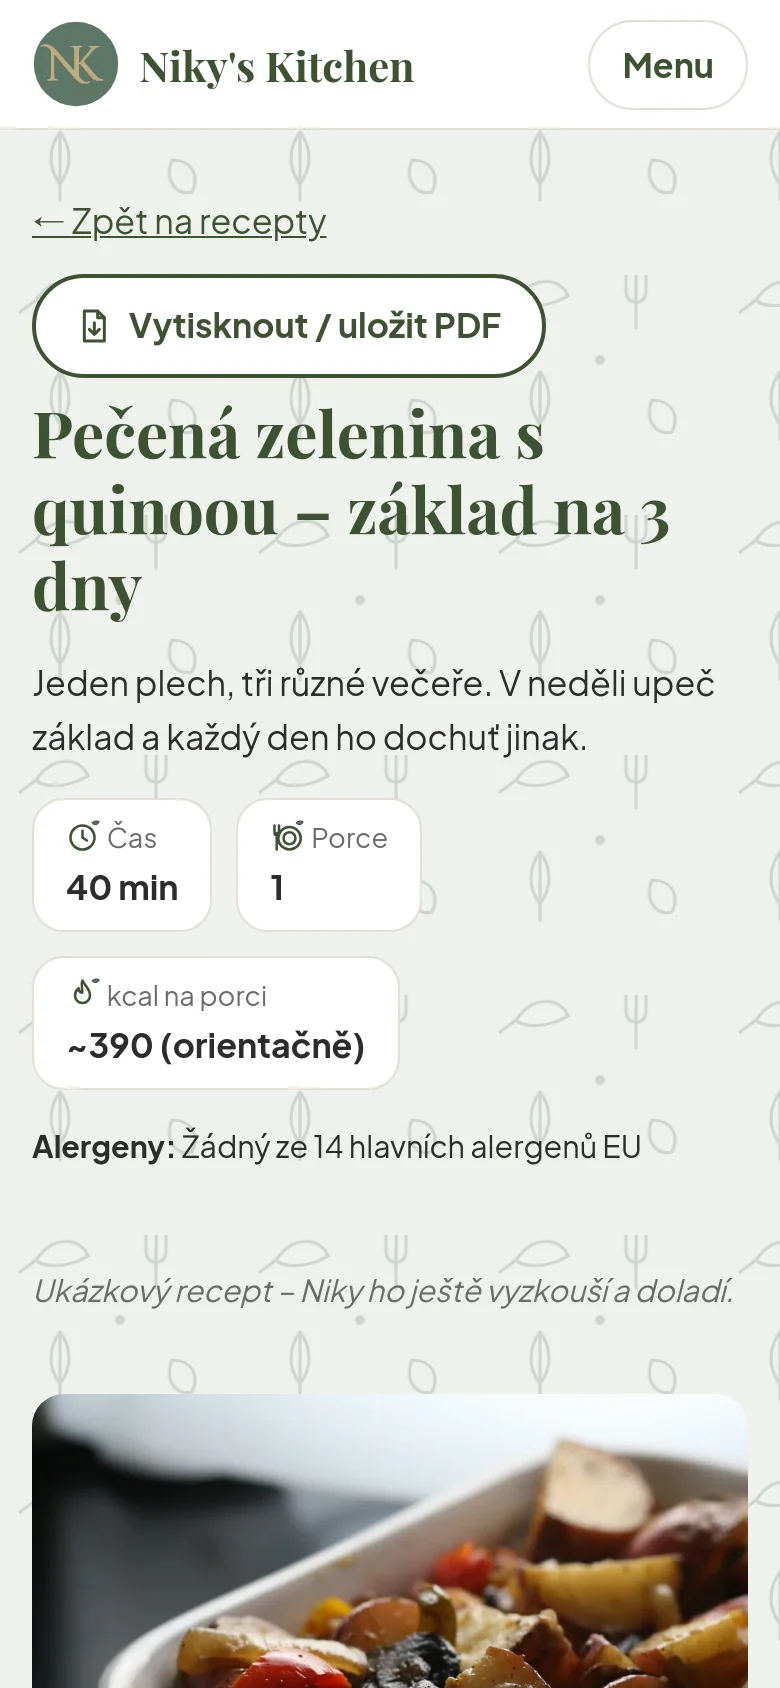 NK
Niky's Kitchen
Menu
← Zpět na recepty
Vytisknout / uložit PDF
Pečená zelenina s
quinoou – základ na 3
dny
Jeden plech, tři různé večeře. V neděli upeč
základ a každý den ho dochuť jinak.
Čas
40 min
Porce
1
kcal na porci
~390 (orientačně)
Alergeny: Žádný ze 14 hlavních alergenů EU
Ukázkový recept – Niky ho ještě vyzkouší a doladí.